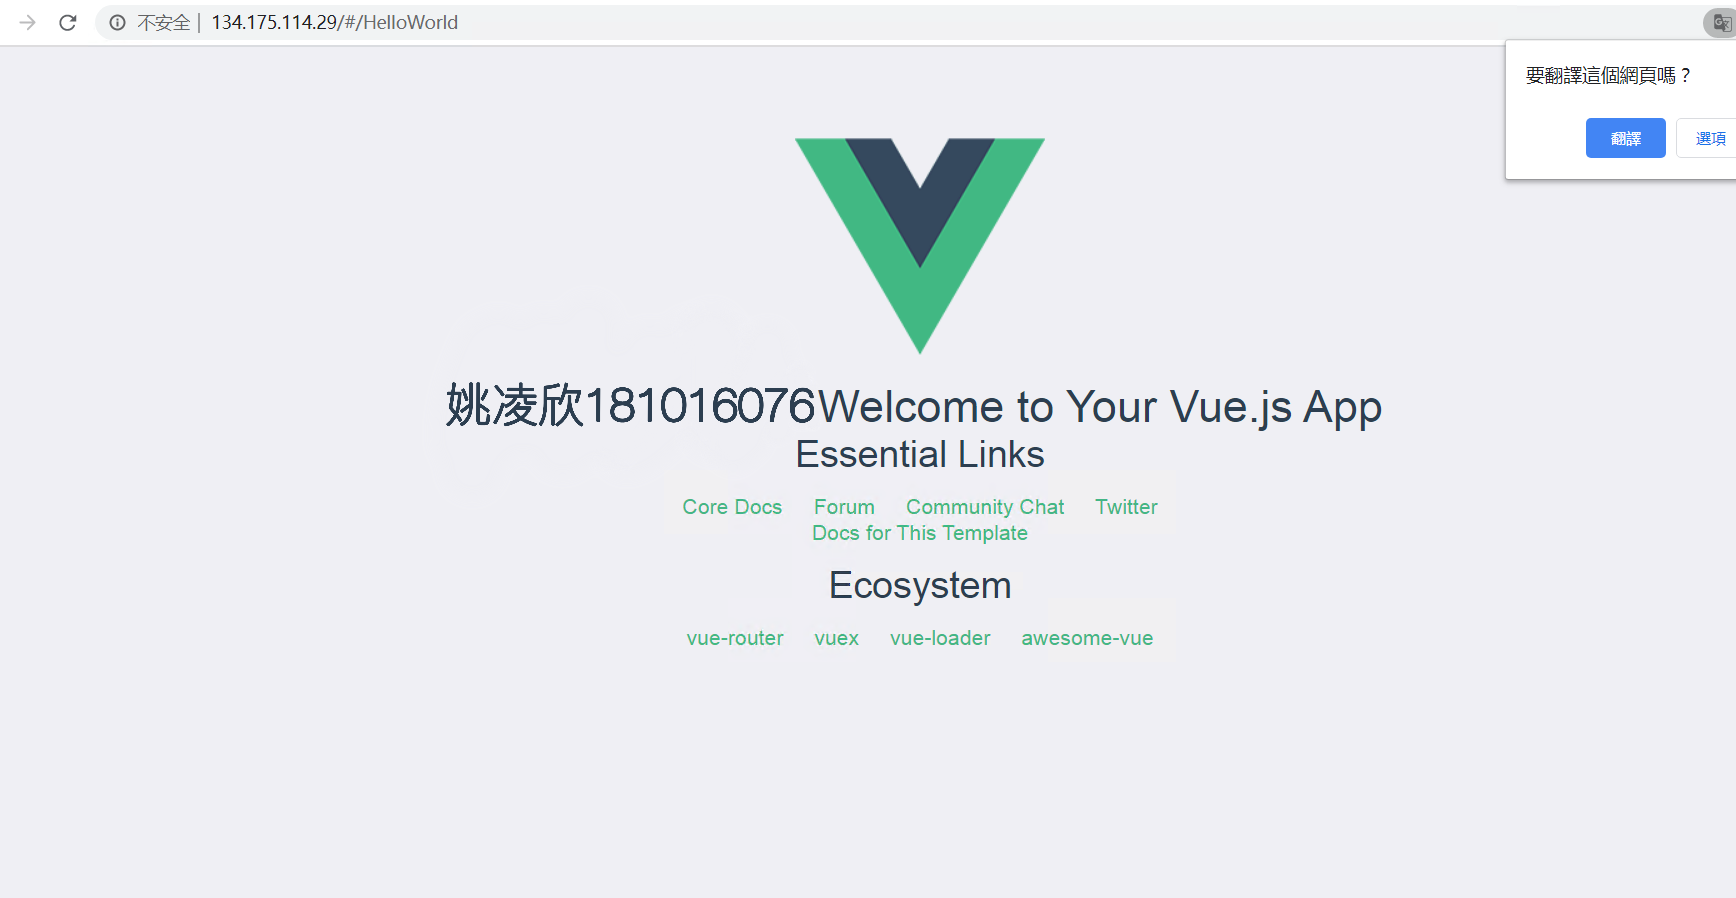 不安全 134.175.114.29/#/HelloWorld
要翻譯這個網頁嗎？
翻譯 選項
姚凌欣181016076Welcome to Your Vue.js App
Essential Links
Core Docs Forum Community Chat Twitter
Docs for This Template
Ecosystem
vue-router vuex vue-loader awesome-vue